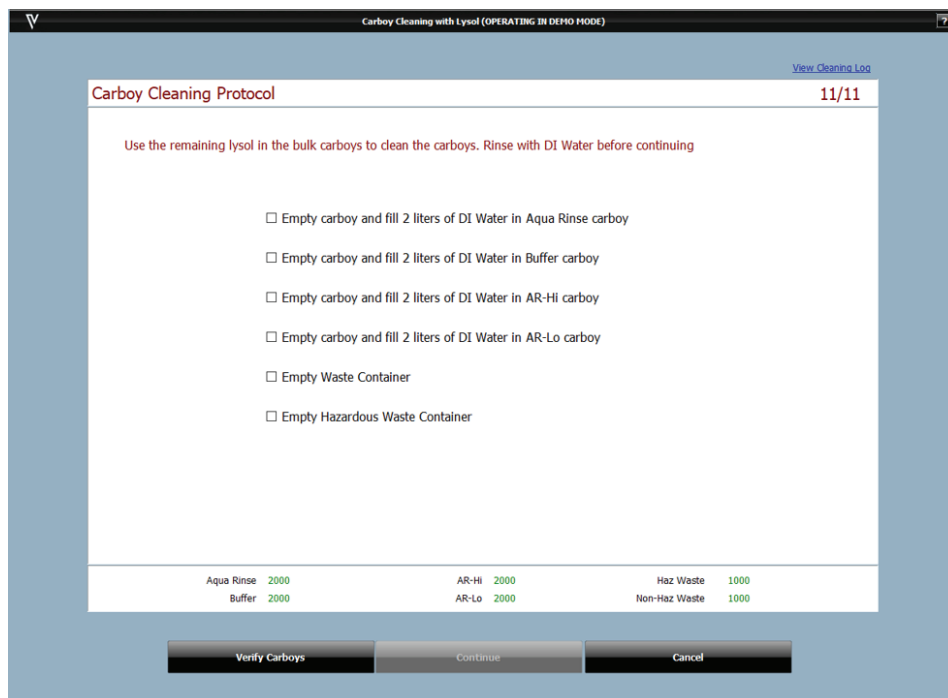 Carboy Cleaning with Lysol (OPERATING IN DEMO MODE)
?
View Cleaning Log
Carboy Cleaning Protocol 11/11
Use the remaining lysol in the bulk carboys to clean the carboys. Rinse with DI Water before continuing
Empty carboy and fill 2 liters of DI Water in Aqua Rinse carboy
Empty carboy and fill 2 liters of DI Water in Buffer carboy
Empty carboy and fill 2 liters of DI Water in AR-Hi carboy
Empty carboy and fill 2 liters of DI Water in AR-Lo carboy
Empty Waste Container
Empty Hazardous Waste Container
Aqua Rinse 2000 AR-Hi 2000 Haz Waste 1000
Buffer 2000 AR-Lo 2000 Non-Haz Waste 1000
Verify Carboys Continue Cancel